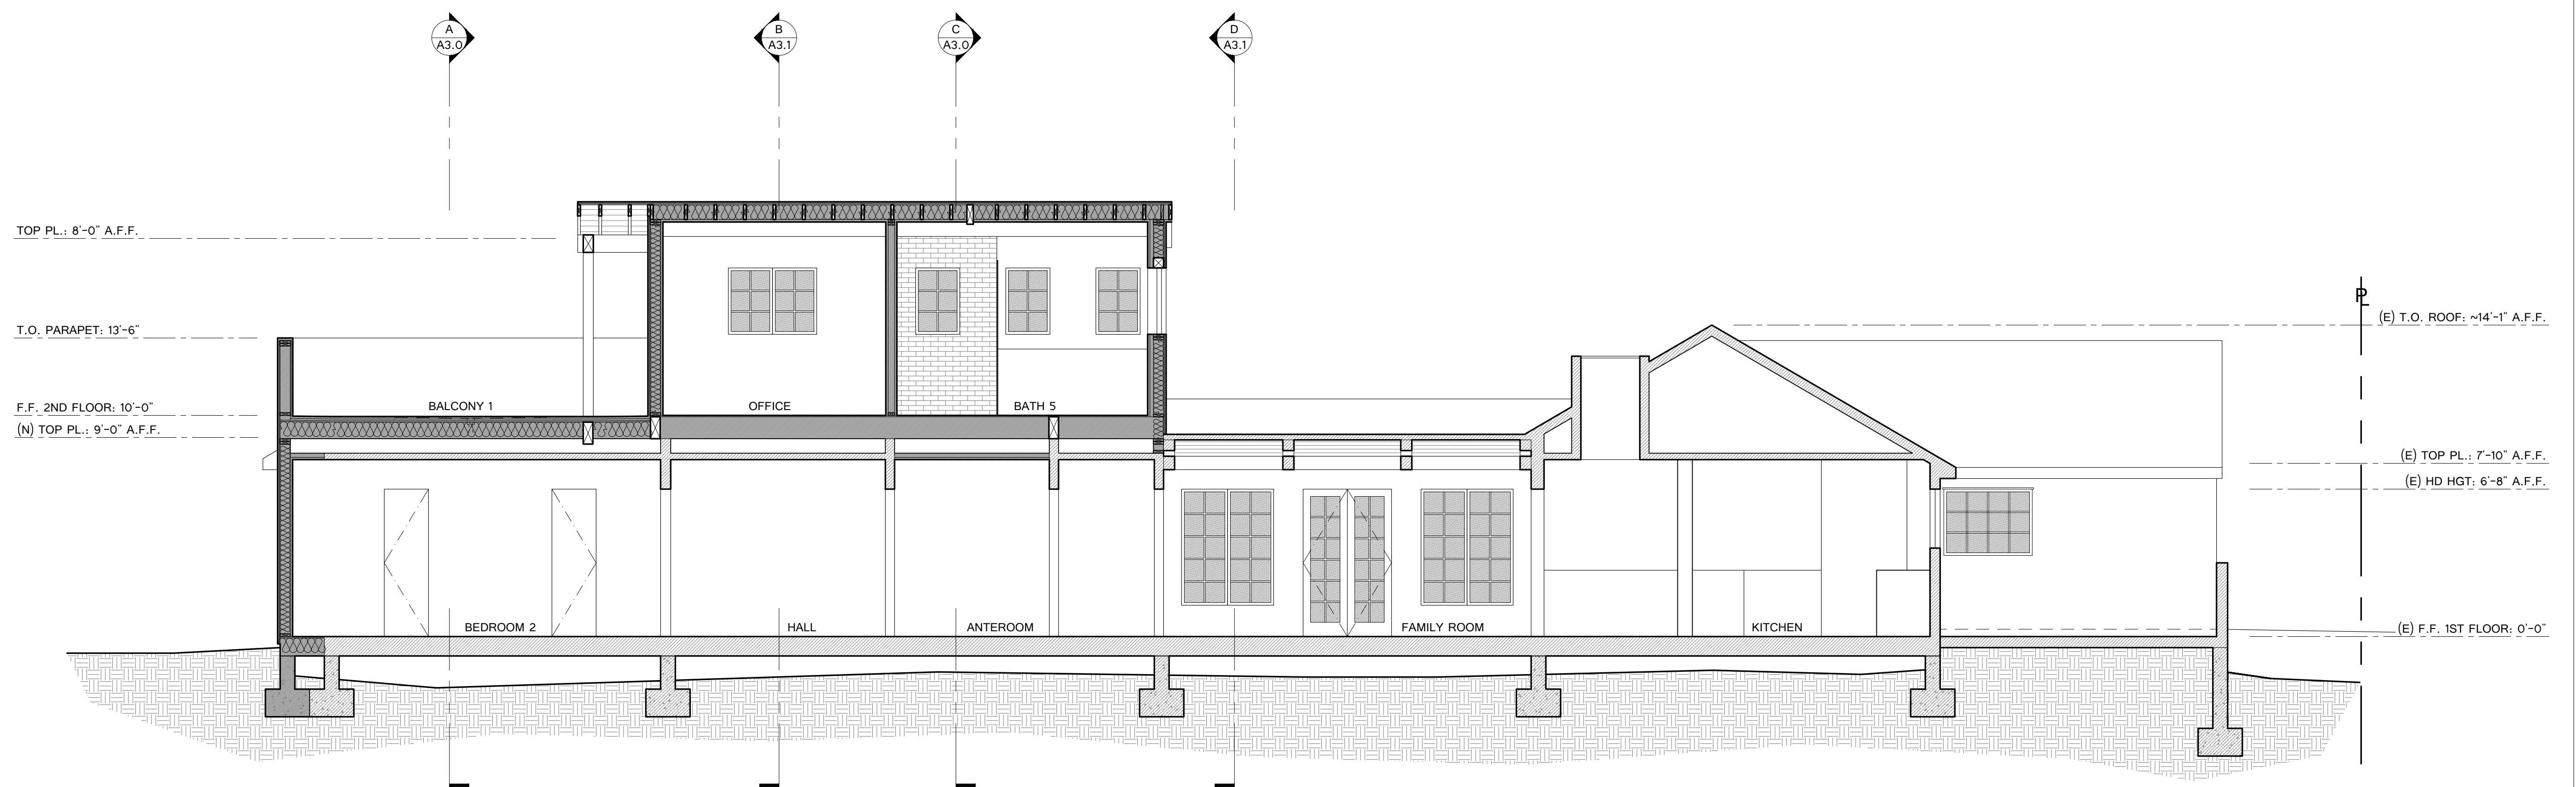 A
A3.0
B
A3.1
C
A3.0
D
A3.1
TOP PL.: 8'-0" A.F.F.
T.O. PARAPET: 13'-6"
F.F. 2ND FLOOR: 10'-0"
(N) TOP PL.: 9'-0" A.F.F.
BALCONY 1
OFFICE
BATH 5
PL
(E) T.O. ROOF: ~14'-1" A.F.F.
(E) TOP PL.: 7'-10" A.F.F.
(E) HD HGT: 6'-8" A.F.F.
(E) F.F. 1ST FLOOR: 0'-0"
BEDROOM 2
HALL
ANTEROOM
FAMILY ROOM
KITCHEN